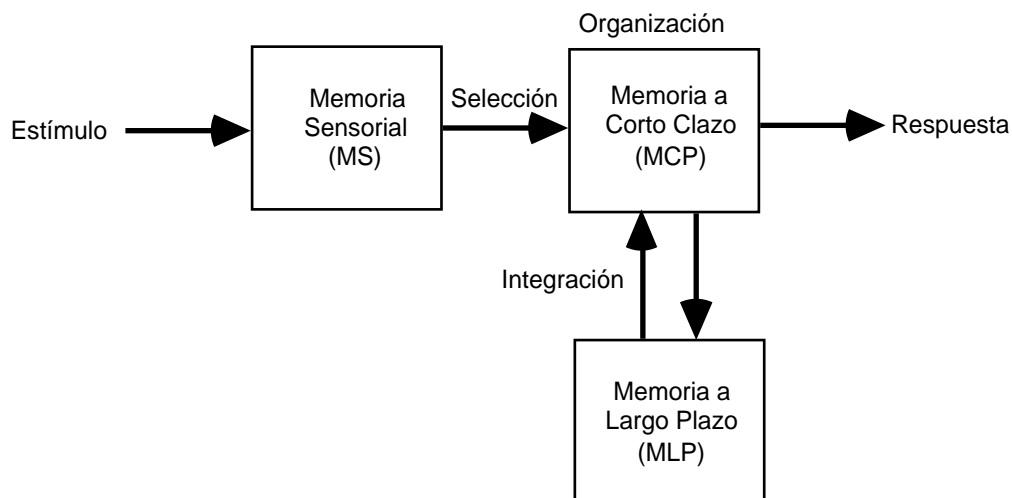 Organización
Estímulo
Memoria
Sensorial
(MS)
Selección
Memoria a
Corto Clazo
(MCP)
Respuesta
Integración
Memoria a
Largo Plazo
(MLP)